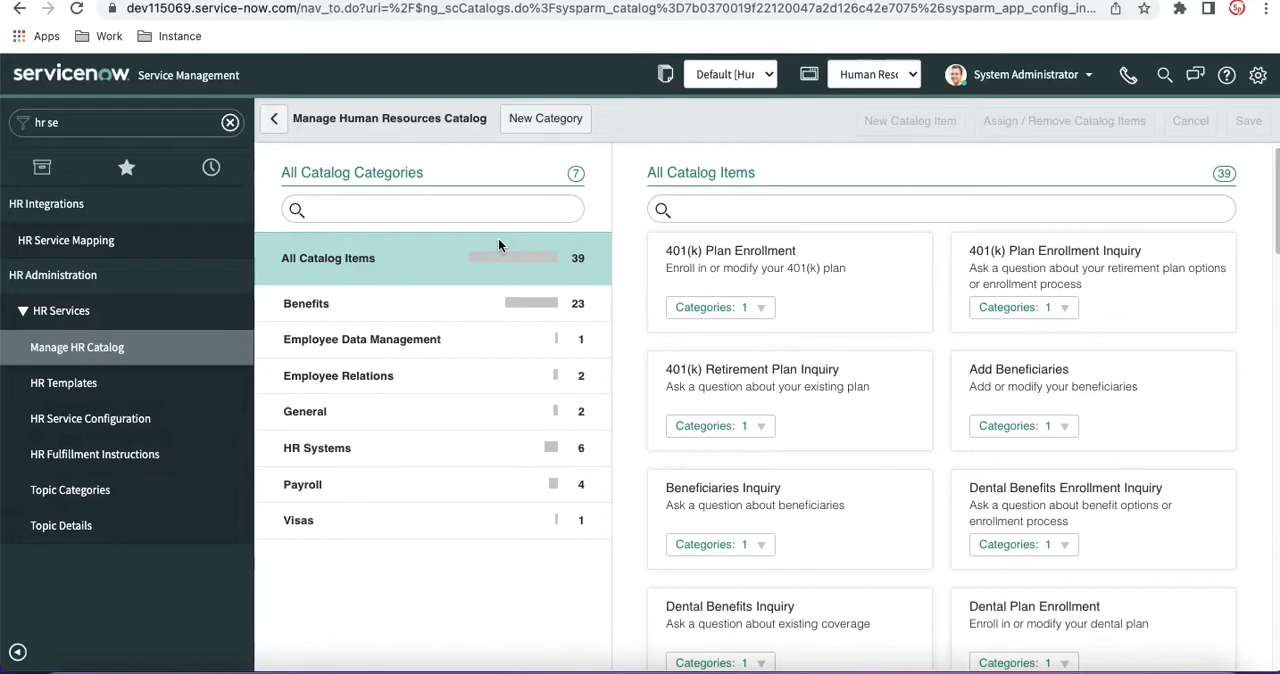 dev115069.service-now.com/nav_to.do?uri=%2F$ng_scCatalogs.do%3Fsysparm_catalog%3D7b0370019f22120047a2d126c42e7075%26sysparm_app_config_in...
Apps Work Instance
servicenow Service Management
Default [Hur
Human Resc
System Administrator
hr se
Manage Human Resources Catalog
New Category
New Catalog Item
Assign / Remove Catalog Items
Cancel
Save
HR Integrations
HR Service Mapping
HR Administration
HR Services
Manage HR Catalog
HR Templates
HR Service Configuration
HR Fulfillment Instructions
Topic Categories
Topic Details
All Catalog Categories 7
All Catalog Items 39
Benefits 23
Employee Data Management 1
Employee Relations 2
General 2
HR Systems 6
Payroll 4
Visas 1
All Catalog Items 39
401(k) Plan Enrollment
Enroll in or modify your 401(k) plan
Categories: 1
401(k) Plan Enrollment Inquiry
Ask a question about your retirement plan options
or enrollment process
Categories: 1
401(k) Retirement Plan Inquiry
Ask a question about your existing plan
Categories: 1
Add Beneficiaries
Add or modify your beneficiaries
Categories: 1
Beneficiaries Inquiry
Ask a question about beneficiaries
Categories: 1
Dental Benefits Enrollment Inquiry
Ask a question about benefit options or
enrollment process
Categories: 1
Dental Benefits Inquiry
Ask a question about existing coverage
Categories: 1
Dental Plan Enrollment
Enroll in or modify your dental plan
Categories: 1